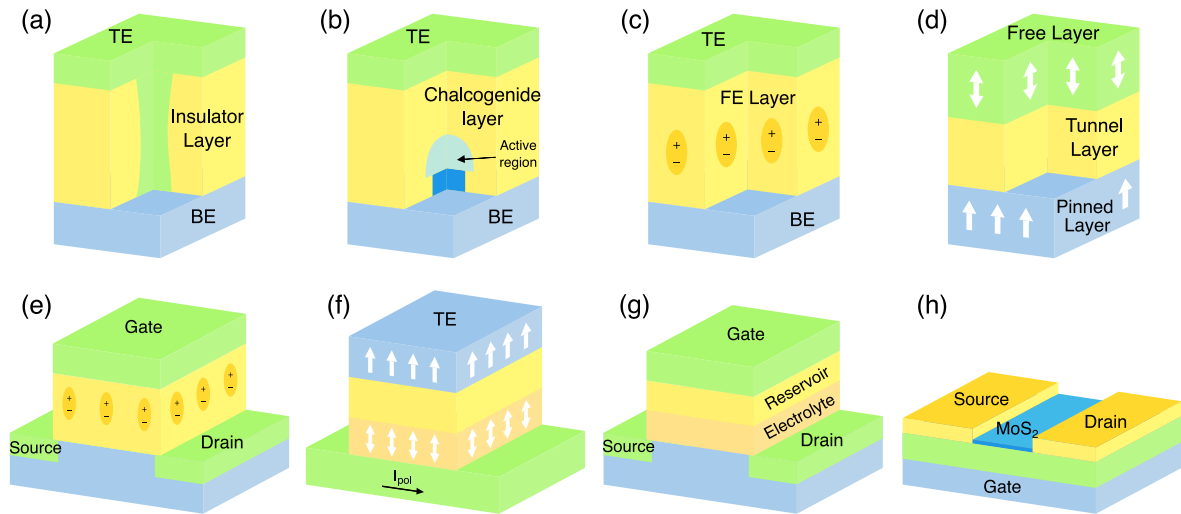 (a)
TE
Insulator
Layer
BE
(b)
TE
Chalcogenide
layer
Active
region
BE
(c)
TE
FE Layer
+
−
+
−
+
−
+
−
BE
(d)
Free Layer
Tunnel
Layer
Pinned
Layer
(e)
Gate
+
−
+
−
+
−
+
−
+
−
+
−
Source
Drain
(f)
TE
Ipol
(g)
Gate
Reservoir
Electrolyte
Source
Drain
(h)
Source
MoS2
Drain
Gate